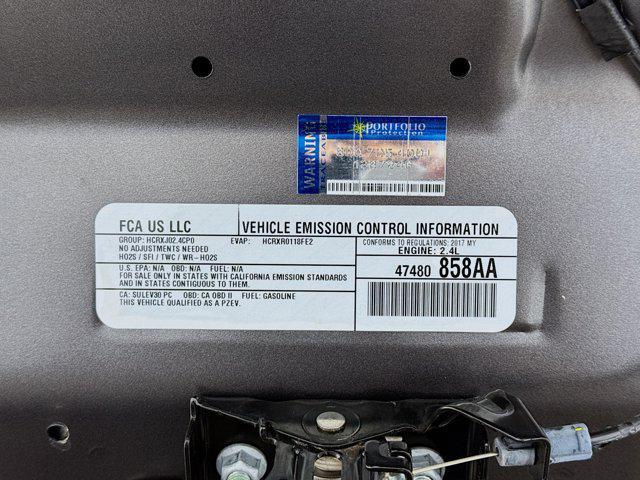 WARNING
PORTFOLIO
Protection
FCA US LLC
VEHICLE EMISSION CONTROL INFORMATION
GROUP: HCRXJ02.4CP0 EVAP: HCRXR0118FE2
NO ADJUSTMENTS NEEDED
HO2S / SFI / TWC / WR-HO2S
CONFORMS TO REGULATIONS: 2017 MY
ENGINE: 2.4L
U.S. EPA: N/A OBD: N/A FUEL: N/A
FOR SALE ONLY IN STATES WITH CALIFORNIA EMISSION STANDARDS
AND IN STATES IDENTICAL TO THESE.
47480 858AA
CA: SULEV30 PC OBD: CA OBD II FUEL: GASOLINE
THIS VEHICLE QUALIFIED AS A PZEV.